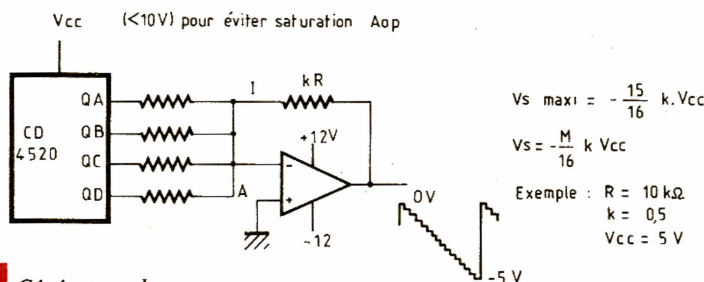 Vcc (<10V) pour éviter saturation Aop
QA
QB
QC
QD
CD
4520
I
kR
A
+12V
-
+
-12
0V
-5V
Vs maxi = - 15/16 k.Vcc
Vs = - M/16 k Vcc
Exemple : R = 10 kΩ
k = 0,5
Vcc = 5 V